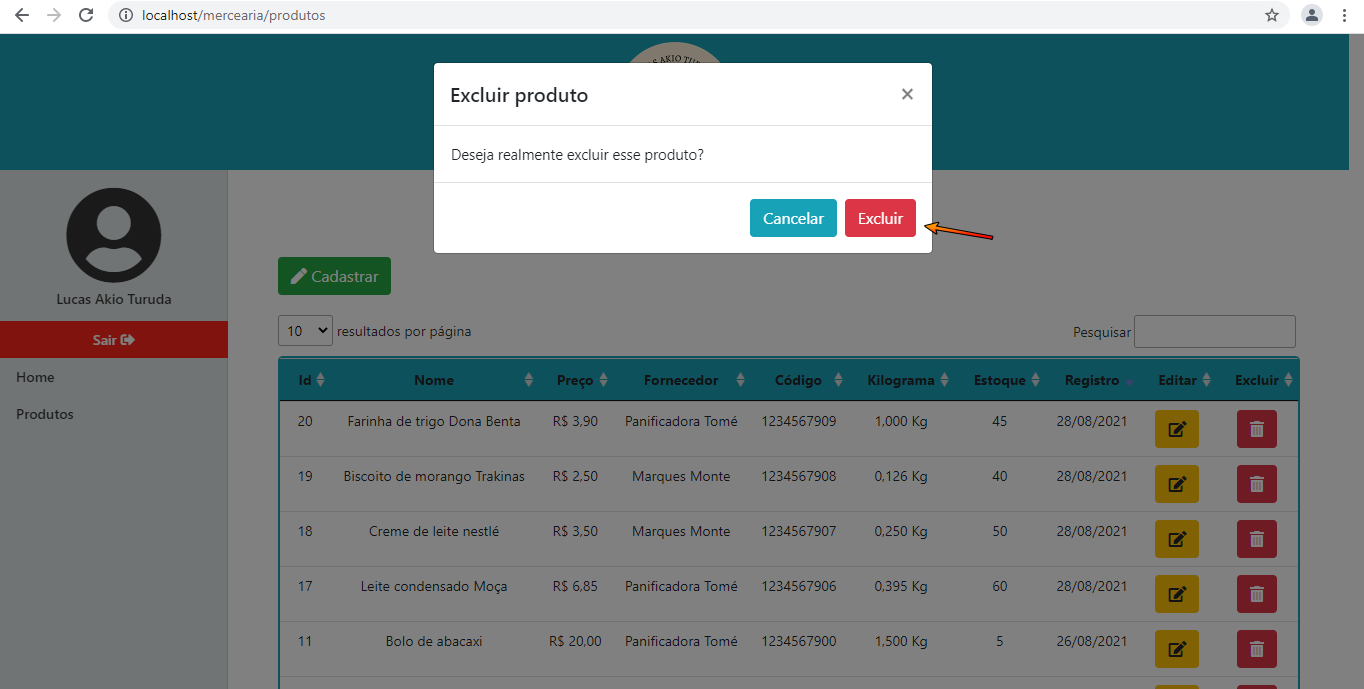 localhost/mercearia/produtos
AKIO TUR
Excluir produto
×
Deseja realmente excluir esse produto?
Cancelar Excluir
Lucas Akio Turuda
Sair
Home
Produtos
Cadastrar
10 resultados por página
Pesquisar
Id Nome Preço Fornecedor Código Kilograma Estoque Registro Editar Excluir
20 Farinha de trigo Dona Benta R$ 3,90 Panificadora Tomé 1234567909 1,000 Kg 45 28/08/2021
19 Biscoito de morango Trakinas R$ 2,50 Marques Monte 1234567908 0,126 Kg 40 28/08/2021
18 Creme de leite nestlé R$ 3,50 Marques Monte 1234567907 0,250 Kg 50 28/08/2021
17 Leite condensado Moça R$ 6,85 Panificadora Tomé 1234567906 0,395 Kg 60 28/08/2021
11 Bolo de abacaxi R$ 20,00 Panificadora Tomé 1234567900 1,500 Kg 5 26/08/2021